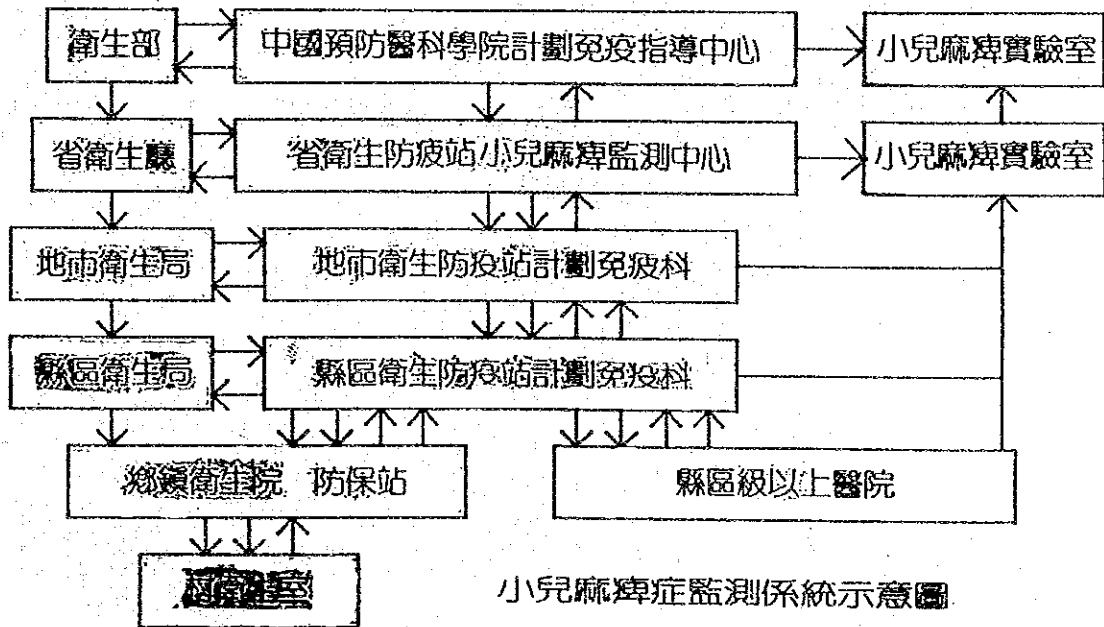 衛生部
中國預防醫科學院計劃免疫指導中心
小兒麻痺實驗室
省衛生廳
省衛生防疫站小兒麻痺監測中心
小兒麻痺實驗室
地市衛生局
地市衛生防疫站計劃免疫科
縣區衛生局
縣區衛生防疫站計劃免疫科
鄉鎮衛生院 防保站
縣區級以上醫院
村衛生室
小兒麻痺症監測係統示意圖